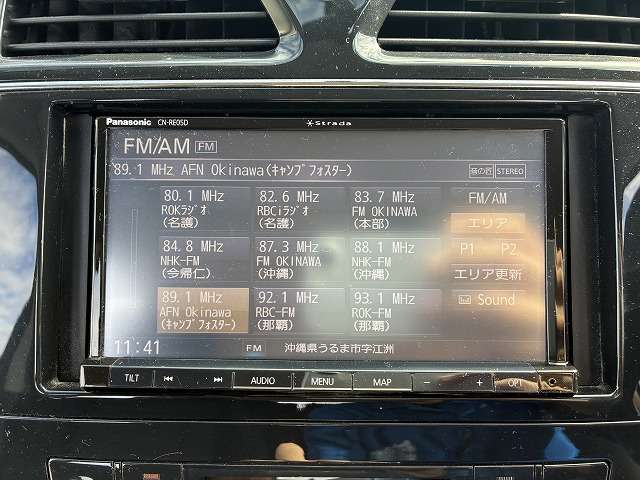 Panasonic CN-RE05D Strada
FM/AM FM
89.1 MHz AFN Okinawa(ｷｬﾝﾌﾟﾌｫｽﾀｰ) 音の匠 STEREO
80.1 MHz 82.6 MHz 83.7 MHz FM/AM
ROKﾗｼﾞｵ RBCiﾗｼﾞｵ FM OKINAWA
(名護) (名護) (本部) エリア
84.8 MHz 87.3 MHz 88.1 MHz P1 P2
NHK-FM FM OKINAWA NHK-FM
(今帰仁) (沖縄) (沖縄) エリア更新
89.1 MHz 92.1 MHz 93.1 MHz Sound
AFN Okinawa RBC-FM ROK-FM
(ｷｬﾝﾌﾟﾌｫｽﾀｰ) (那覇) (那覇)
11:41 FM 沖縄県うるま市字江洲
TILT AUDIO MENU MAP − + OPT